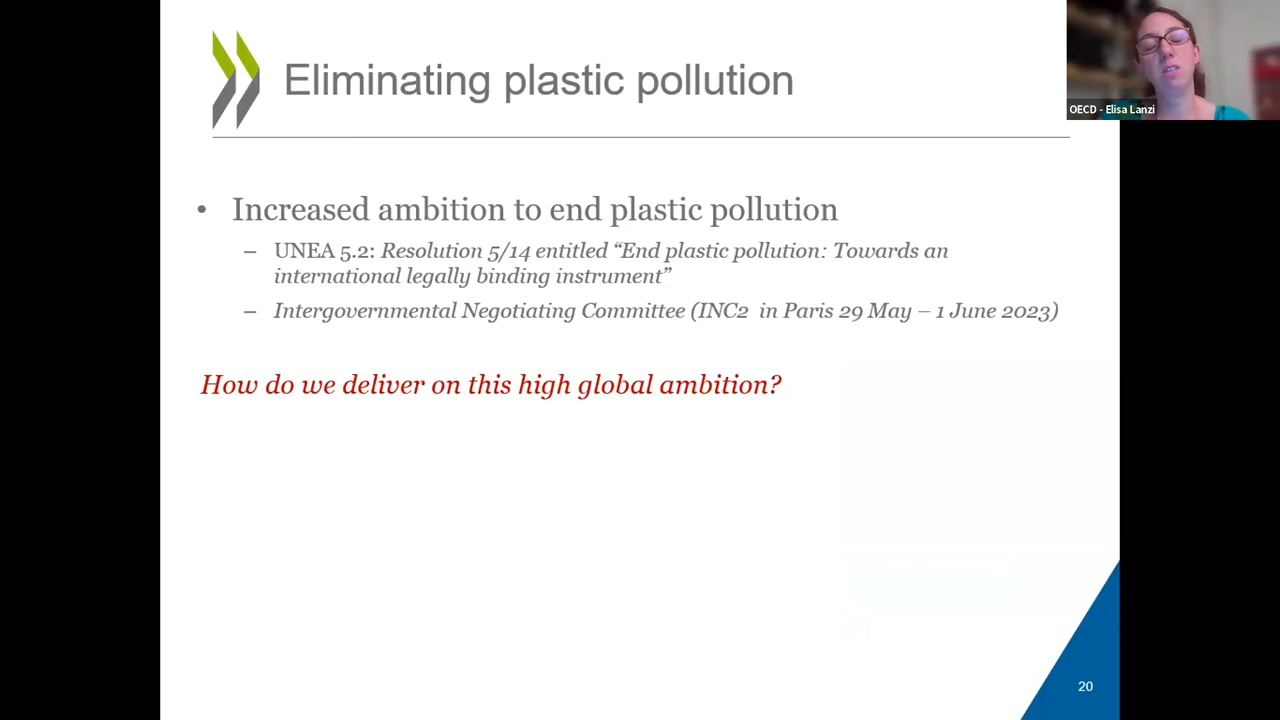 Eliminating plastic pollution
OECD - Elisa Lanzi
• Increased ambition to end plastic pollution
– UNEA 5.2: Resolution 5/14 entitled “End plastic pollution: Towards an
international legally binding instrument”
– Intergovernmental Negotiating Committee (INC2 in Paris 29 May – 1 June 2023)
How do we deliver on this high global ambition?
20